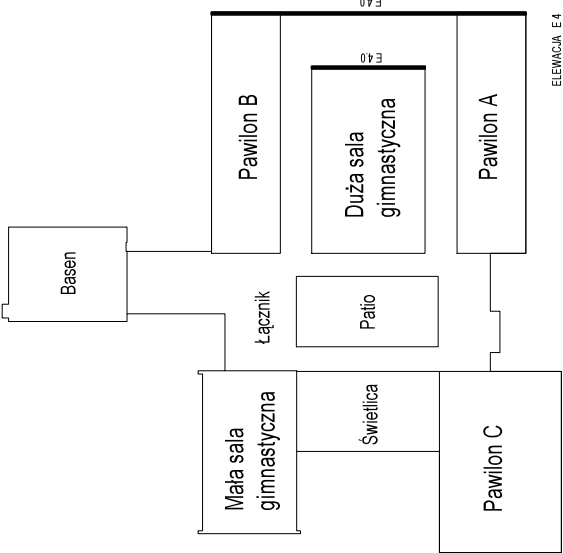 E 4.0
E 4.0
ELEWACJA E 4
Pawilon B
Duża sala
gimnastyczna
Pawilon A
Basen
Łącznik
Patio
Mała sala
gimnastyczna
Świetlica
Pawilon C